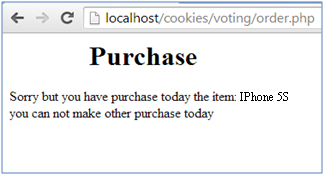 localhost/cookies/voting/order.php
Purchase
Sorry but you have purchase today the item: IPhone 5S
you can not make other purchase today